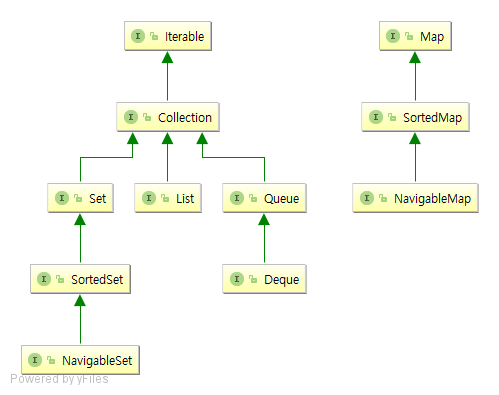 Iterable
Map
Collection
SortedMap
Set
List
Queue
NavigableMap
SortedSet
Deque
NavigableSet
Powered by yFiles